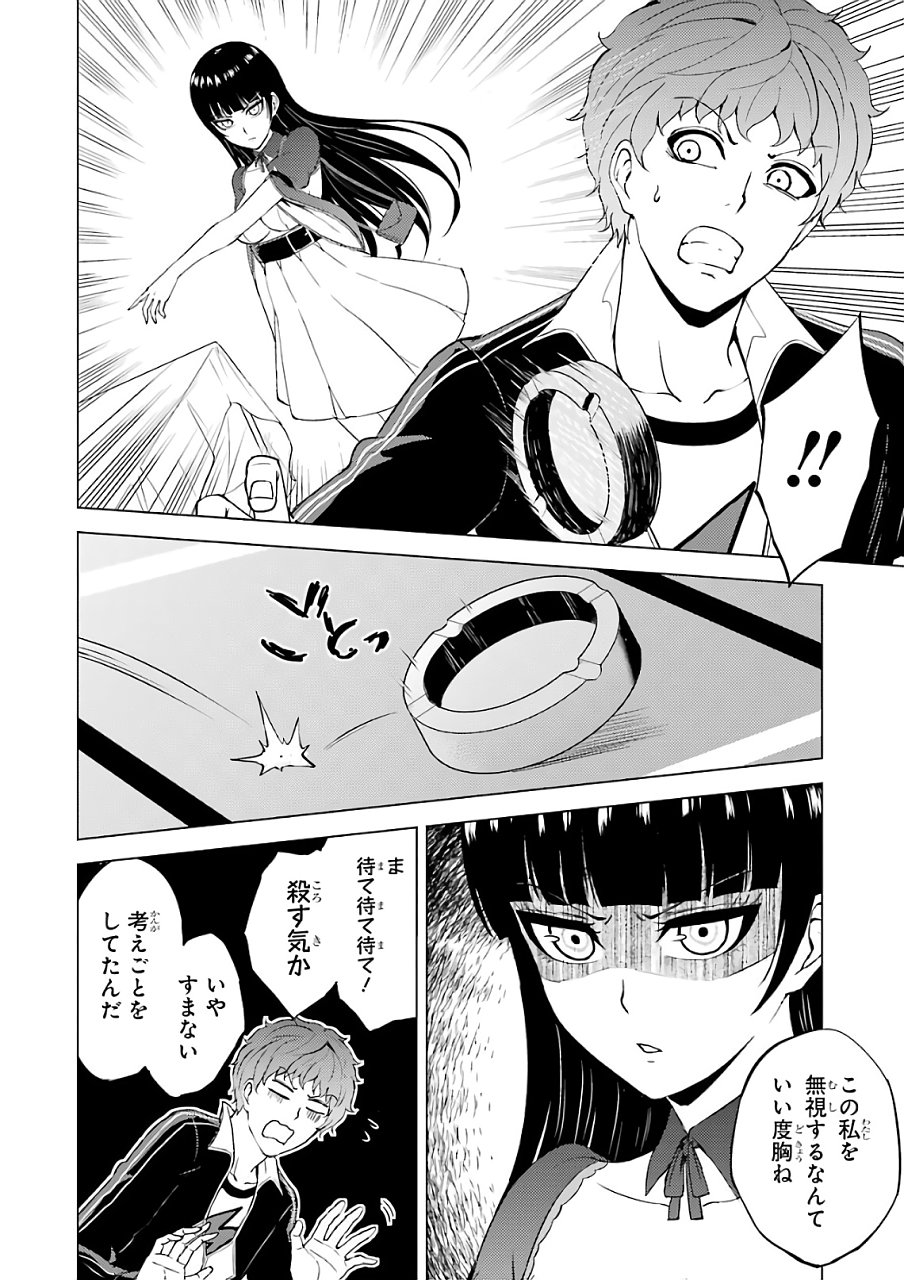 !!
ごとっ
この私を
無視するなんて
いい度胸ね
ま
待て待て待て!
殺す気か
いや
すまない
考えごとを
してたんだ